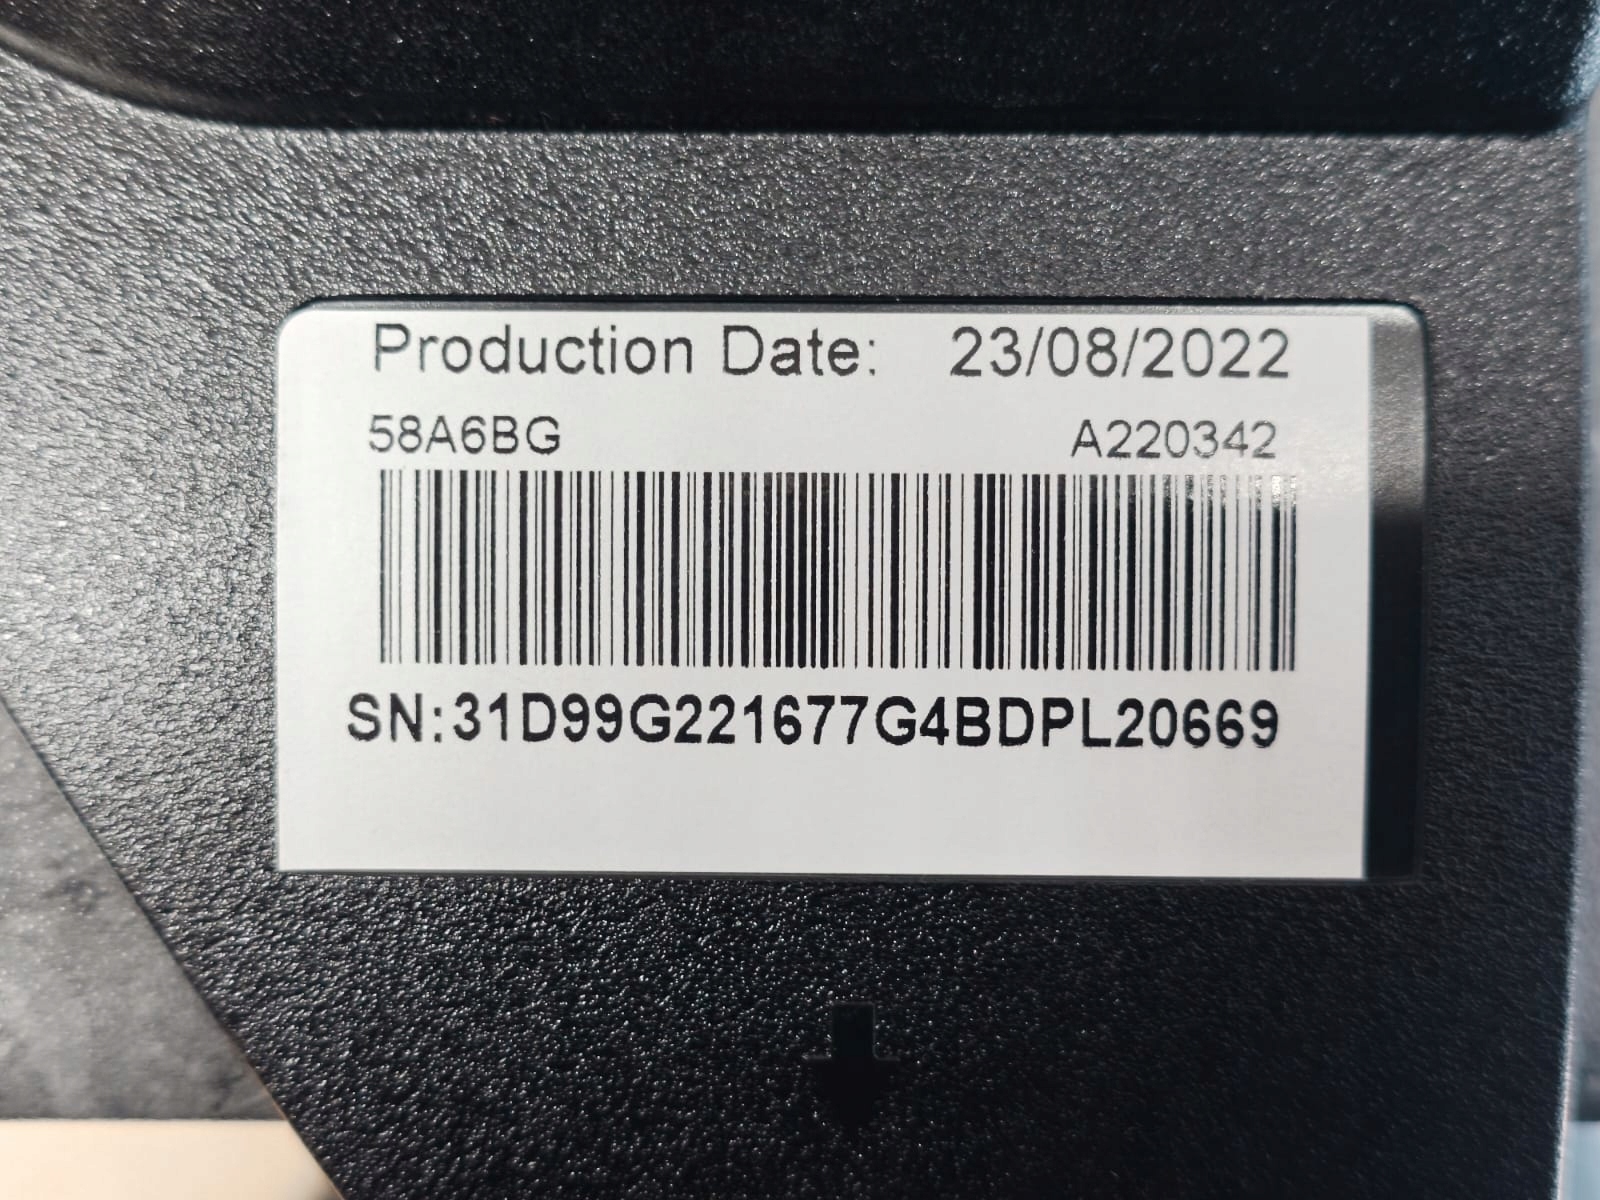 Production Date: 23/08/2022
58A6BG A220342
SN:31D99G221677G4BDPL20669